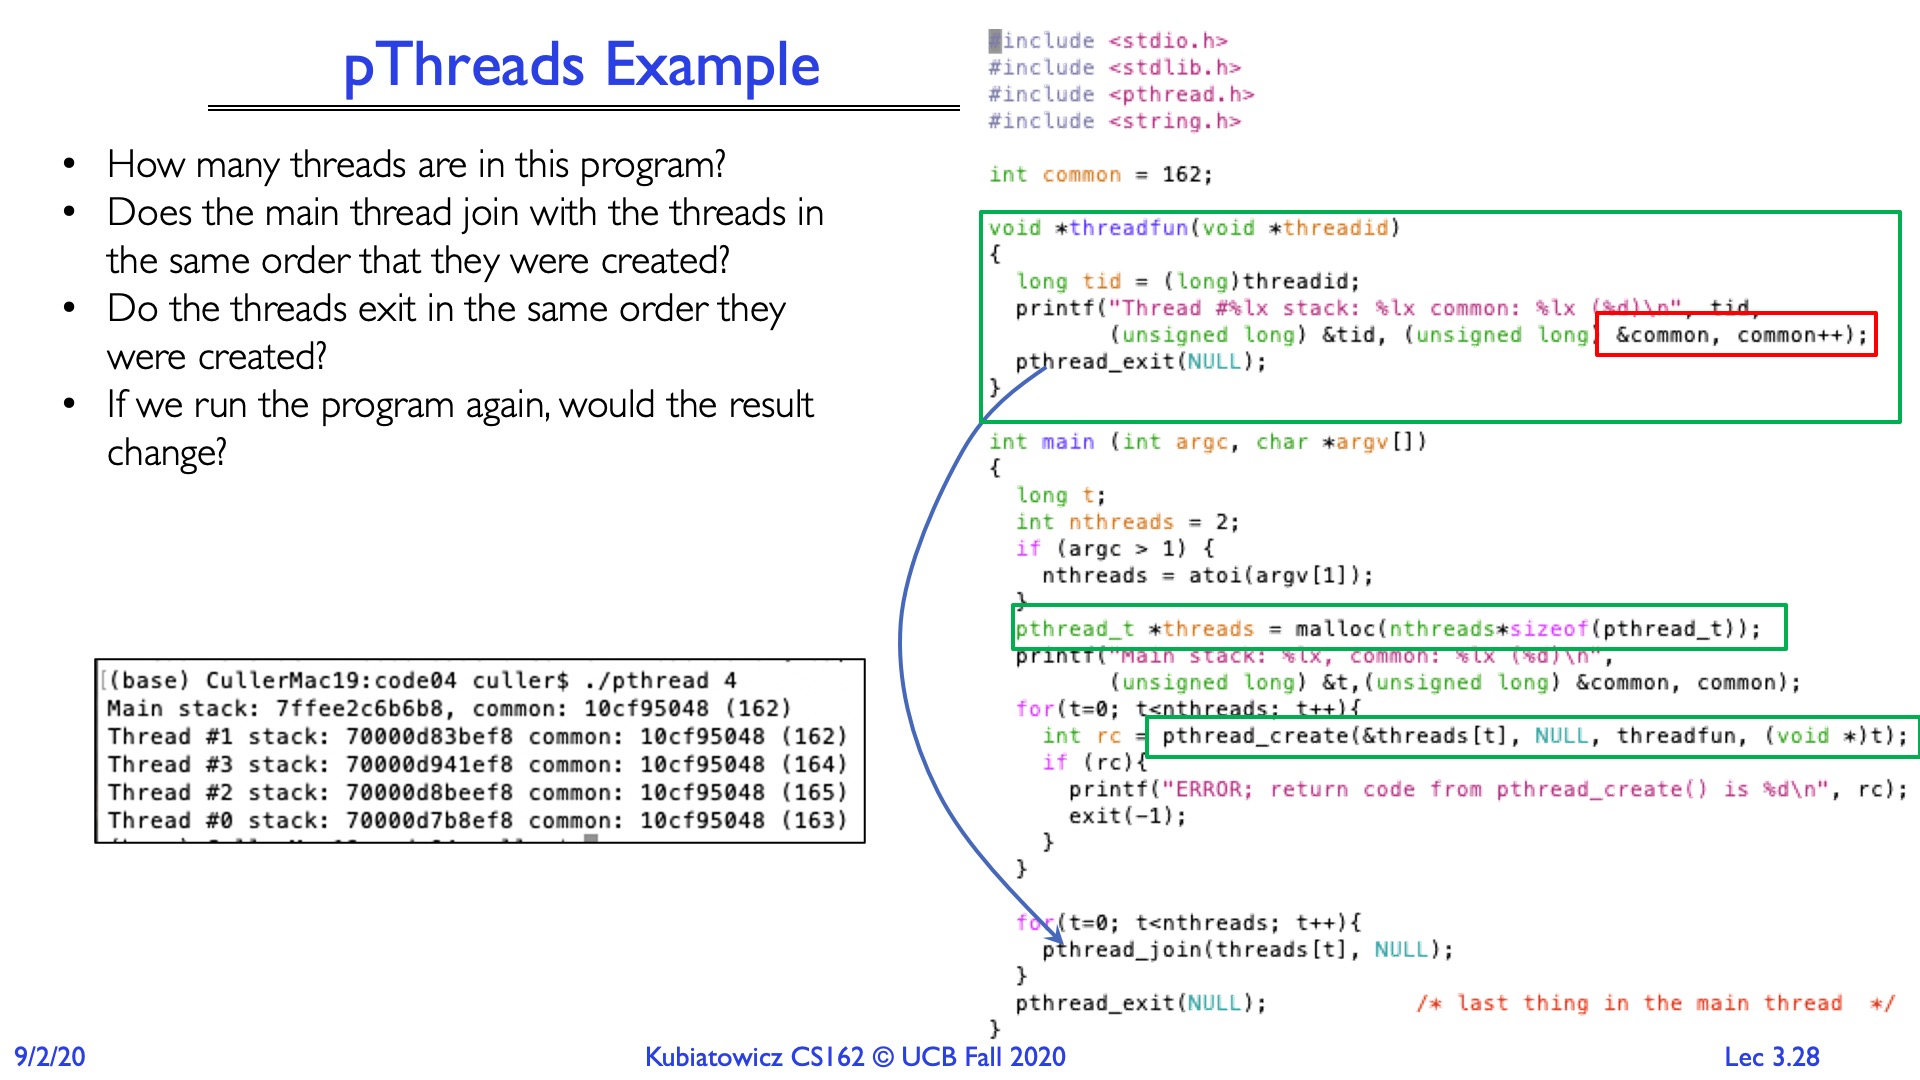 pThreads Example
• How many threads are in this program?
• Does the main thread join with the threads in
the same order that they were created?
• Do the threads exit in the same order they
were created?
• If we run the program again, would the result
change?
[(base) CullerMac19:code04 culler$ ./pthread 4
Main stack: 7ffee2c6b6b8, common: 10cf95048 (162)
Thread #1 stack: 70000d83bef8 common: 10cf95048 (162)
Thread #3 stack: 70000d941ef8 common: 10cf95048 (164)
Thread #2 stack: 70000d8beef8 common: 10cf95048 (165)
Thread #0 stack: 70000d7b8ef8 common: 10cf95048 (163)
#include <stdio.h>
#include <stdlib.h>
#include <pthread.h>
#include <string.h>
int common = 162;
void *threadfun(void *threadid)
{
long tid = (long)threadid;
printf("Thread #%lx stack: %lx common: %lx (%d)\n", tid,
(unsigned long) &tid, (unsigned long) &common, common++);
pthread_exit(NULL);
}
int main (int argc, char *argv[])
{
long t;
int nthreads = 2;
if (argc > 1) {
nthreads = atoi(argv[1]);
}
pthread_t *threads = malloc(nthreads*sizeof(pthread_t));
printf("Main stack: %lx, common: %lx (%d)\n",
(unsigned long) &t,(unsigned long) &common, common);
for(t=0; t<nthreads; t++){
int rc = pthread_create(&threads[t], NULL, threadfun, (void *)t);
if (rc){
printf("ERROR; return code from pthread_create() is %d\n", rc);
exit(-1);
}
}
for(t=0; t<nthreads; t++){
pthread_join(threads[t], NULL);
}
pthread_exit(NULL); /* last thing in the main thread */
}
9/2/20
Kubiatowicz CS162 © UCB Fall 2020
Lec 3.28